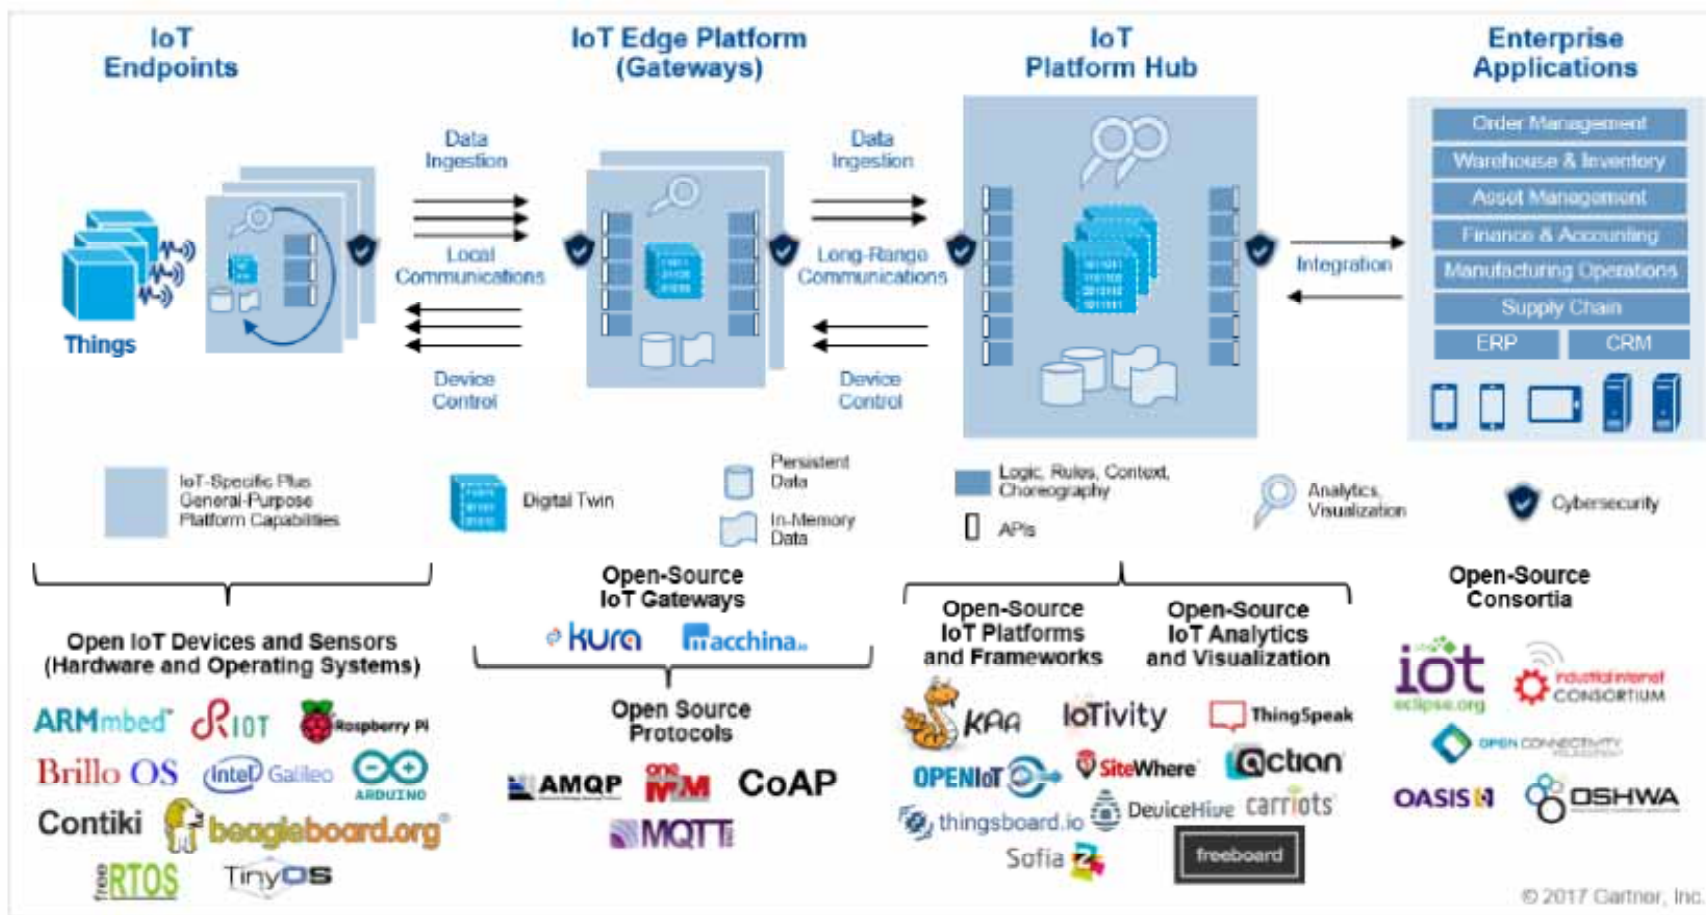 IoT
Endpoints
IoT Edge Platform
(Gateways)
IoT
Platform Hub
Enterprise
Applications
Data
Ingestion
Local
Communications
Device
Control
Things
Data
Ingestion
Long-Range
Communications
Device
Control
Integration
Order Management
Warehouse & Inventory
Asset Management
Finance & Accounting
Manufacturing Operations
Supply Chain
ERP
CRM
IoT-Specific Plus
General-Purpose
Platform Capabilities
Digital Twin
Persistent
Data
In-Memory
Data
Logic, Rules, Context,
Choreography
APIs
Analytics,
Visualization
Cybersecurity
Open IoT Devices and Sensors
(Hardware and Operating Systems)
ARMmbed
RIOT
Raspberry Pi
Brillo OS
intel Galileo
ARDUINO
Contiki
beagleboard.org
freeRTOS
TinyOS
Open-Source
IoT Gateways
kura
macchina.io
Open Source
Protocols
AMQP
oneM2M
CoAP
MQTT
Open-Source
IoT Platforms
and Frameworks
KAA
IoTivity
OPENIoT
SiteWhere
thingsboard.io
DeviceHive
Sofia2
Open-Source
IoT Analytics
and Visualization
ThingSpeak
actian
carriots
freeboard
Open-Source
Consortia
iot
eclipse.org
industrial internet
CONSORTIUM
OPEN CONNECTIVITY
OASIS
OSHWA
© 2017 Gartner, Inc.